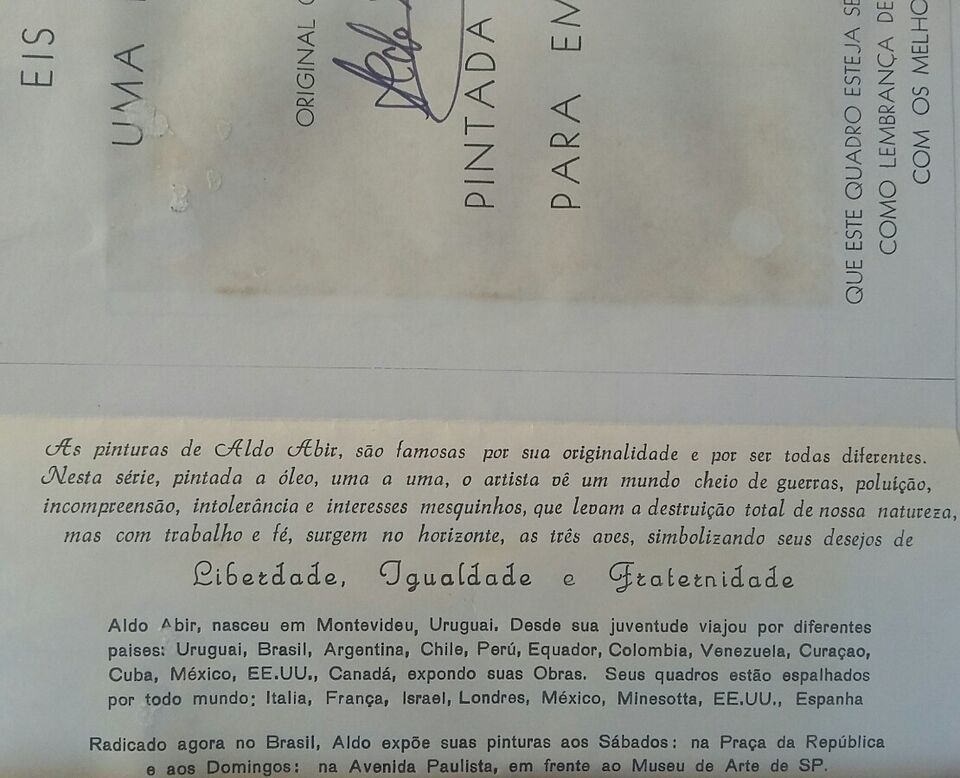 EIS
UMA
ORIGINAL
PINTADA
PARA EM
QUE ESTE QUADRO ESTEJA SE
COMO LEMBRANÇA DE
COM OS MELHO
As pinturas de Aldo Abir, são famosas por sua originalidade e por ser todas diferentes.
Nesta série, pintada a óleo, uma a uma, o artista vê um mundo cheio de guerras, poluição,
incompreensão, intolerância e interesses mesquinhos, que levam a destruição total de nossa natureza,
mas com trabalho e fé, surgem no horizonte, as três aves, simbolizando seus desejos de
Liberdade, Igualdade e Fraternidade
Aldo Abir, nasceu em Montevideu, Uruguai. Desde sua juventude viajou por diferentes
paises: Uruguai, Brasil, Argentina, Chile, Perú, Equador, Colombia, Venezuela, Curaçao,
Cuba, México, EE.UU., Canadá, expondo suas Obras. Seus quadros estão espalhados
por todo mundo: Italia, França, Israel, Londres, México, Minesotta, EE.UU., Espanha
Radicado agora no Brasil, Aldo expõe suas pinturas aos Sábados: na Praça da República
e aos Domingos: na Avenida Paulista, em frente ao Museu de Arte de SP.